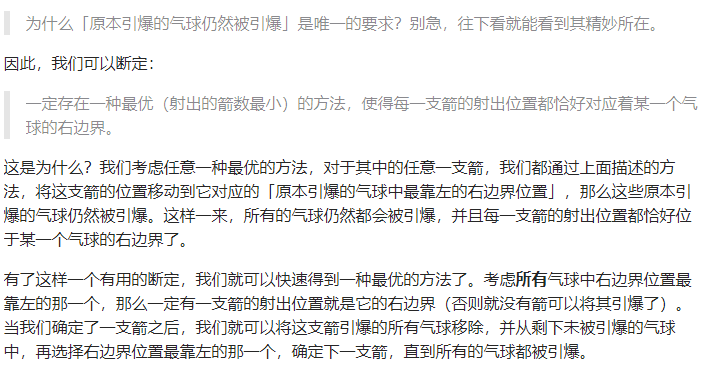 为什么「原本引爆的气球仍然被引爆」是唯一的要求？别急，往下看就能看到其精妙所在。
因此，我们可以断定：
一定存在一种最优（射出的箭数最小）的方法，使得每一支箭的射出位置都恰好对应着某一个气
球的右边界。
这是为什么？我们考虑任意一种最优的方法，对于其中的任意一支箭，我们都通过上面描述的方
法，将这支箭的位置移动到它对应的「原本引爆的气球中最靠左的右边界位置」，那么这些原本引
爆的气球仍然被引爆。这样一来，所有的气球仍然都会被引爆，并且每一支箭的射出位置都恰好位
于某一个气球的右边界了。
有了这样一个有用的断定，我们就可以快速得到一种最优的方法了。考虑所有气球中右边界位置最
靠左的那一个，那么一定有一支箭的射出位置就是它的右边界（否则就没有箭可以将其引爆了）。
当我们确定了一支箭之后，我们就可以将这支箭引爆的所有气球移除，并从剩下未被引爆的气球
中，再选择右边界位置最靠左的那一个，确定下一支箭，直到所有的气球都被引爆。